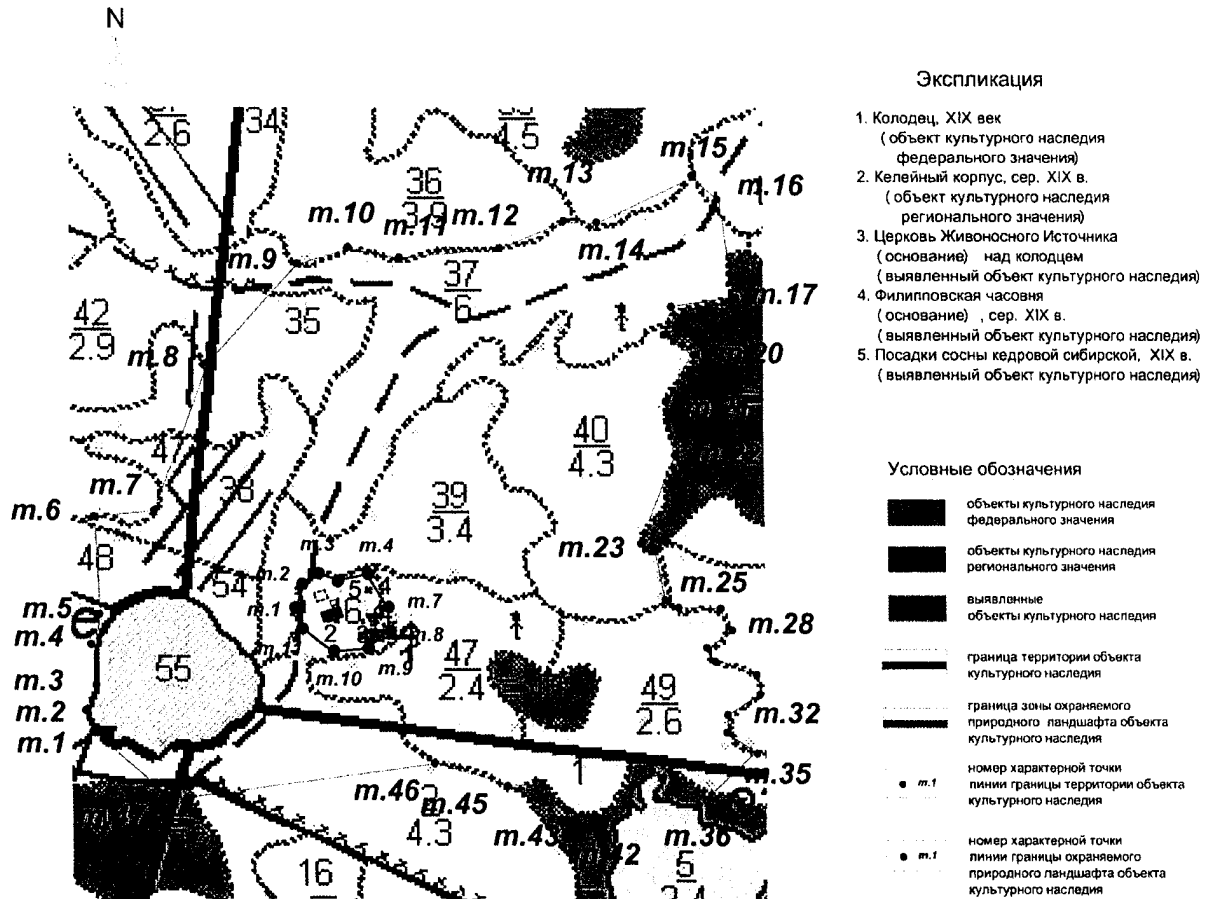 N
Экспликация
1. Колодец, XIX век
( объект культурного наследия
федерального значения)
2. Келейный корпус, сер. XIX в.
( объект культурного наследия
регионального значения)
3. Церковь Живоносного Источника
( основание) над колодцем
( выявленный объект культурного наследия)
4. Филипповская часовня
( основание) , сер. XIX в.
( выявленный объект культурного наследия)
5. Посадки сосны кедровой сибирской, XIX в.
( выявленный объект культурного наследия)
Условные обозначения
объекты культурного наследия
федерального значения
объекты культурного наследия
регионального значения
выявленные
объекты культурного наследия
граница территории объекта
культурного наследия
граница зоны охраняемого
природного ландшафта объекта
культурного наследия
m.1
номер характерной точки
линии границы территории объекта
культурного наследия
m.1
номер характерной точки
линии границы охраняемого
природного ландшафта объекта
культурного наследия
2.6
34
4.5
m.15
m.13
36
3.9
m.16
m.10
m.11
m.12
m.14
m.9
37
6
m.17
42
2.9
35
m.8
20
40
4.3
47
m.7
38
39
3.4
m.6
m.23
48
m.3
m.4
m.25
54
m.2
5
4
m.5
m.1
m.7
m.4
е
m.8
m.28
2
m.9
55
m.10
47
2.4
49
2.6
m.3
m.2
m.32
m.1
1
m.35
m.46
m.45
2
4.3
m.43
42
m.36
16
5
3.4